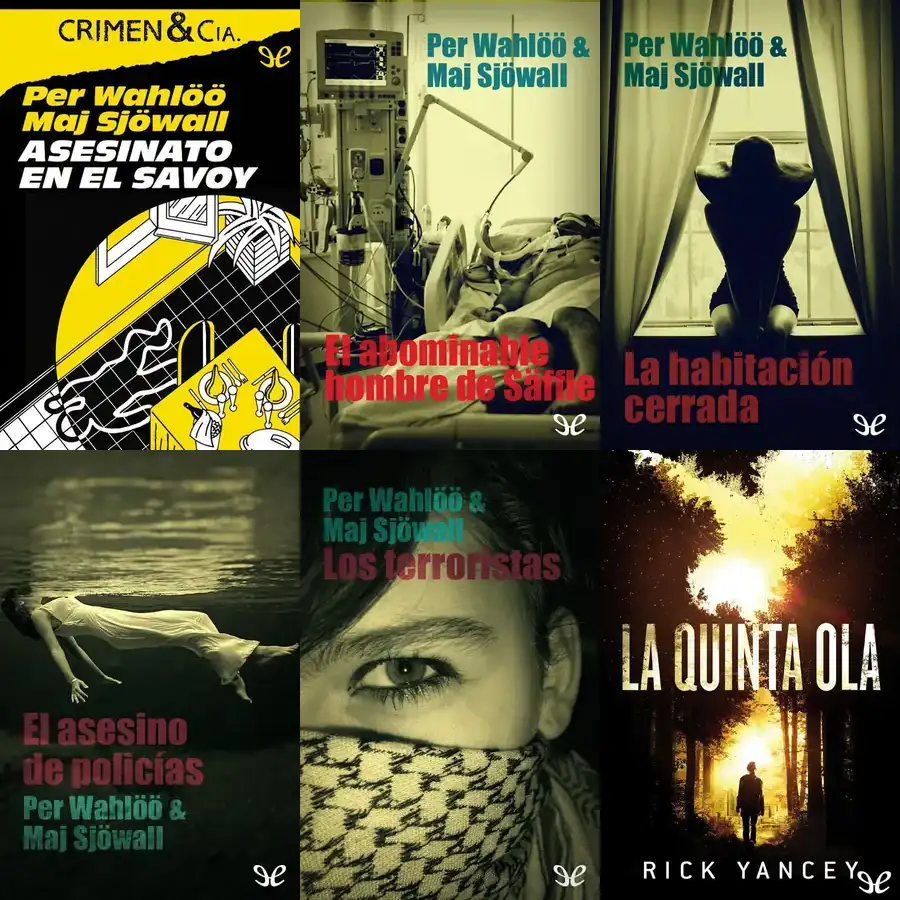 CRIMEN & CIA.
Per Wahlöö
Maj Sjöwall
ASESINATO
EN EL SAVOY
Per Wahlöö &
Maj Sjöwall
El abominable
hombre de Säffle
Per Wahlöö &
Maj Sjöwall
La habitación
cerrada
El asesino
de policías
Per Wahlöö &
Maj Sjöwall
Per Wahlöö &
Maj Sjöwall
Los terroristas
LA QUINTA OLA
RICK YANCEY